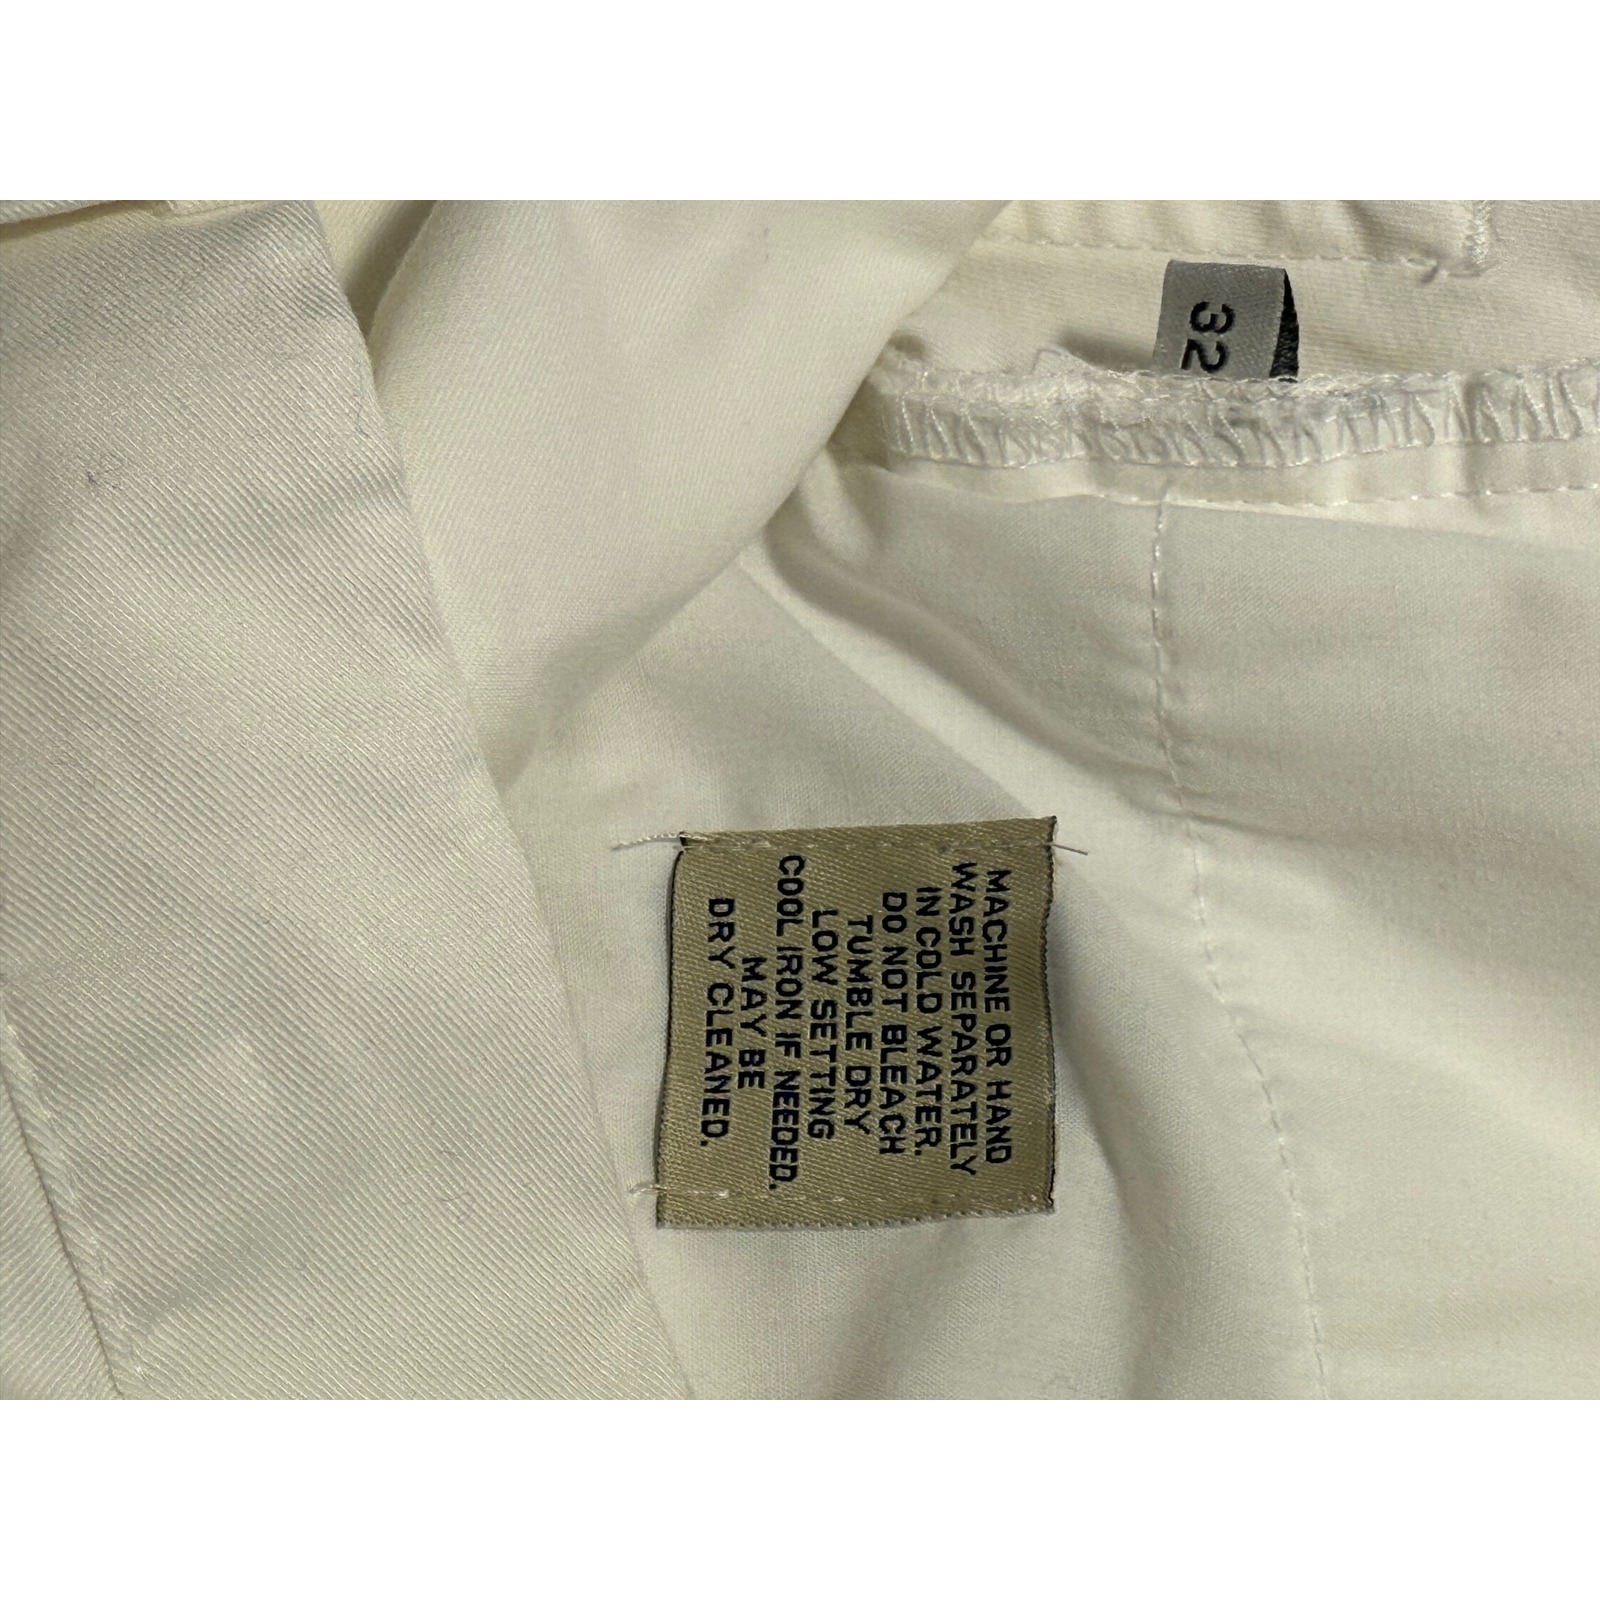 32
MACHINE OR HAND
WASH SEPARATELY
IN COLD WATER.
DO NOT BLEACH
TUMBLE DRY
LOW SETTING
COOL IRON IF NEEDED.
MAY BE
DRY CLEANED.